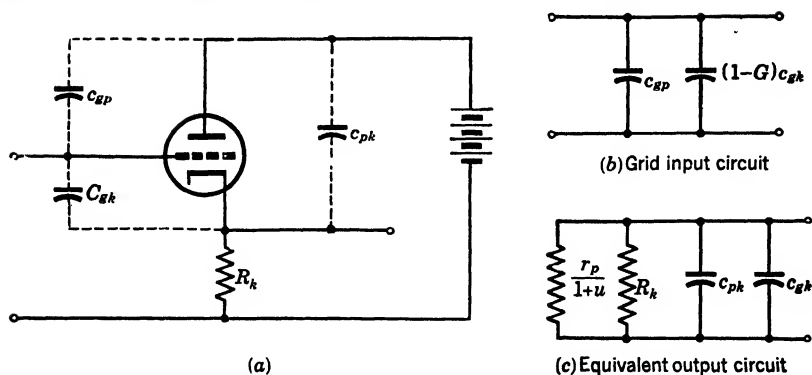 c_gp
C_gk
c_pk
R_k
(a)
c_gp
(1-G)c_gk
(b) Grid input circuit
r_p
1+u
R_k
c_pk
c_gk
(c) Equivalent output circuit